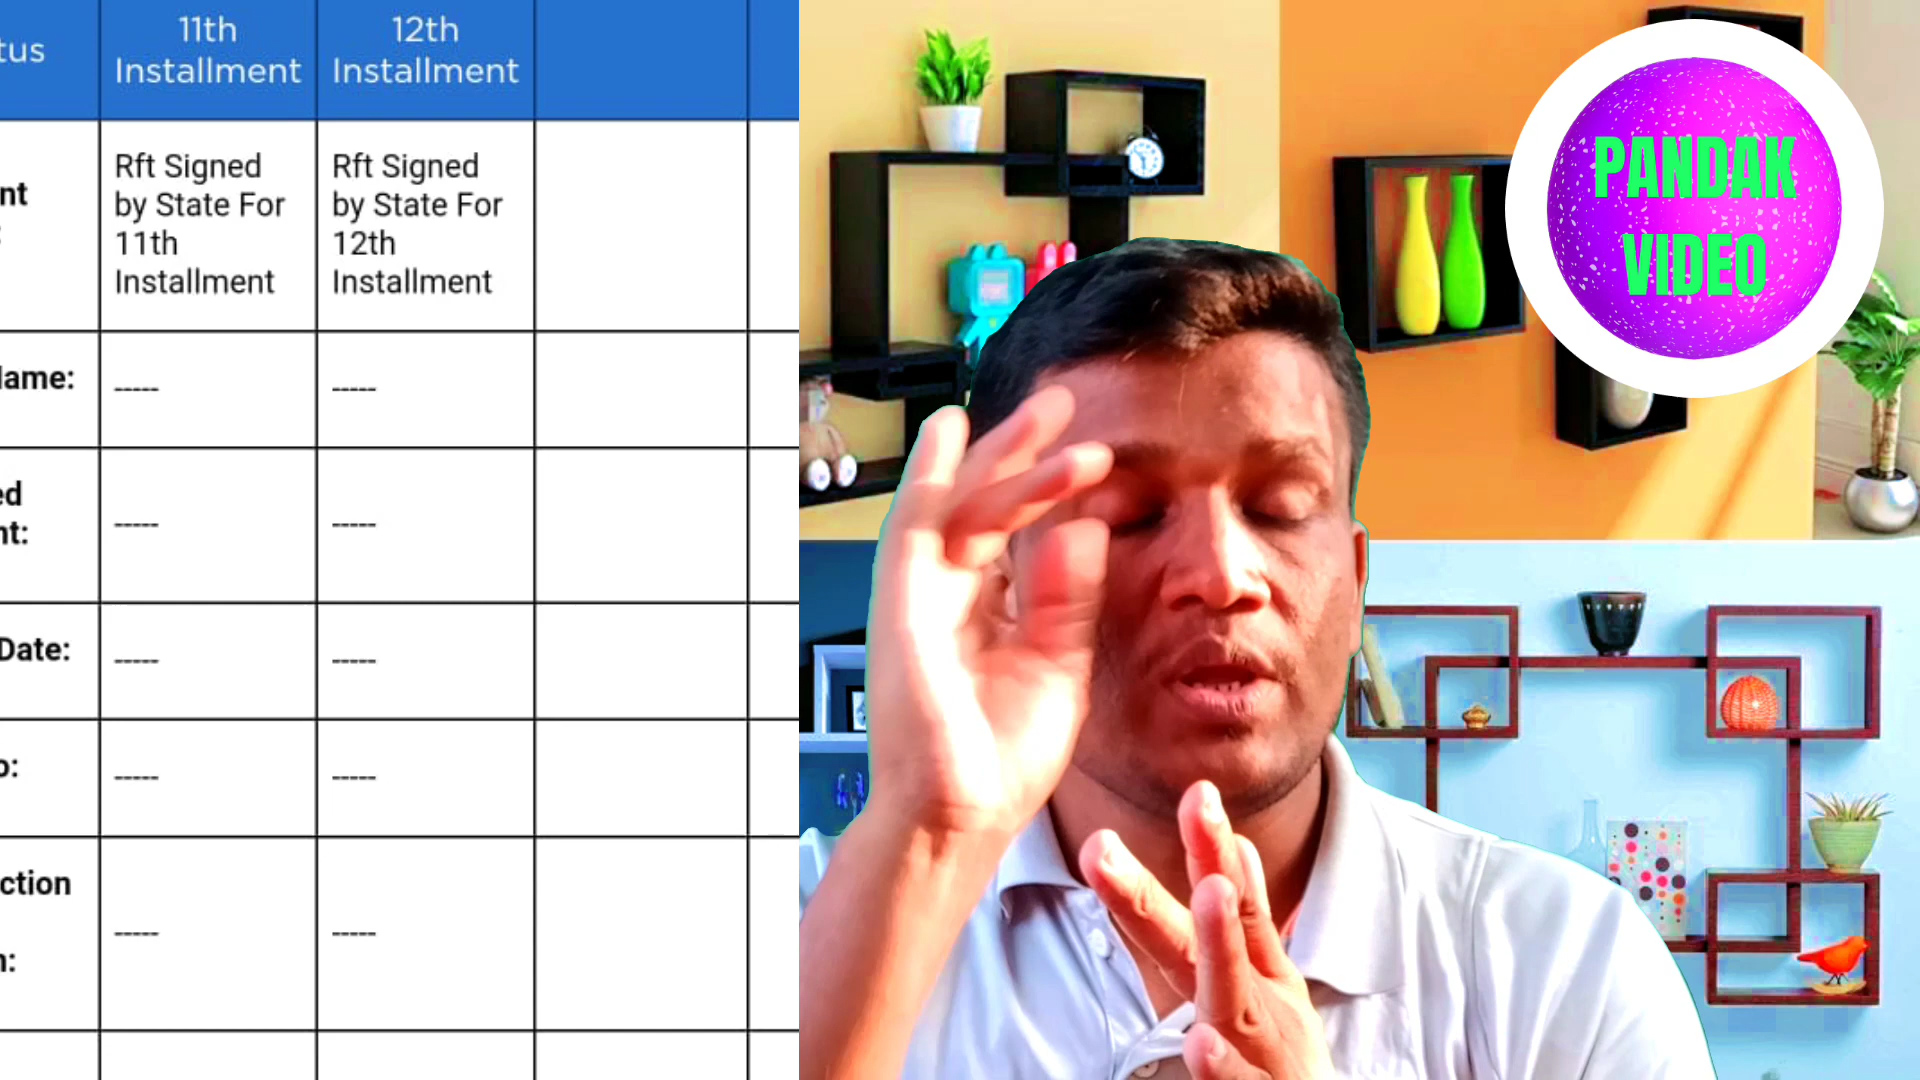 tus
11th
Installment
12th
Installment
nt
Rft Signed
by State For
11th
Installment
Rft Signed
by State For
12th
Installment
lame:
-----
-----
ed
nt:
-----
-----
Date:
-----
-----
o:
-----
-----
ction
n:
-----
-----
PANDAK
VIDEO